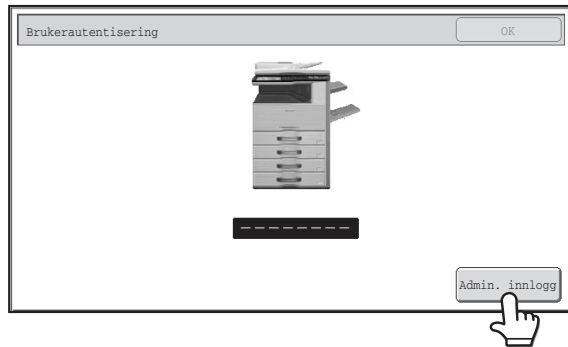 Brukerautentisering
OK
--------
Admin. innlogg